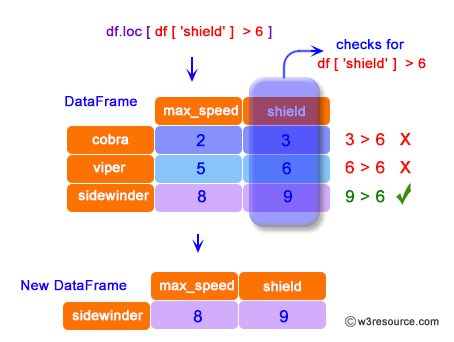 df.loc [ df [ 'shield' ] > 6 ]
checks for
df [ 'shield' ] > 6
DataFrame
max_speed shield
cobra 2 3 3 > 6 X
viper 5 6 6 > 6 X
sidewinder 8 9 9 > 6 ✓
New DataFrame max_speed shield
sidewinder 8 9
© w3resource.com